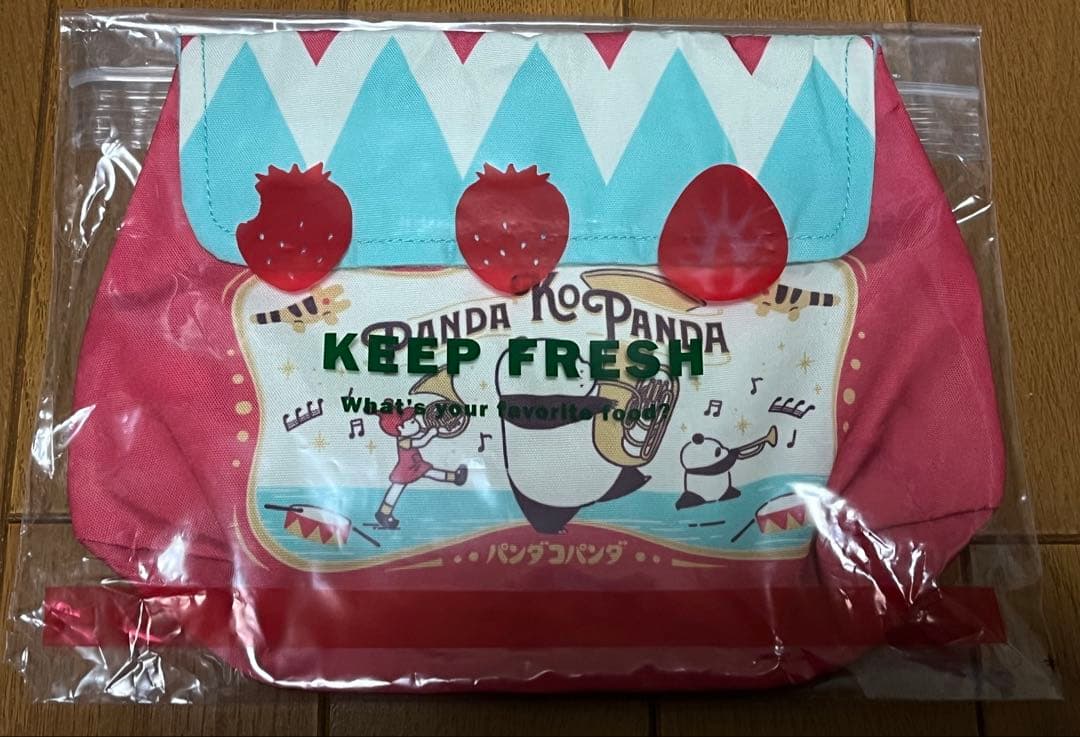 PANDA KOPANDA
KEEP FRESH
What's your favorite food?
パンダコパンダ